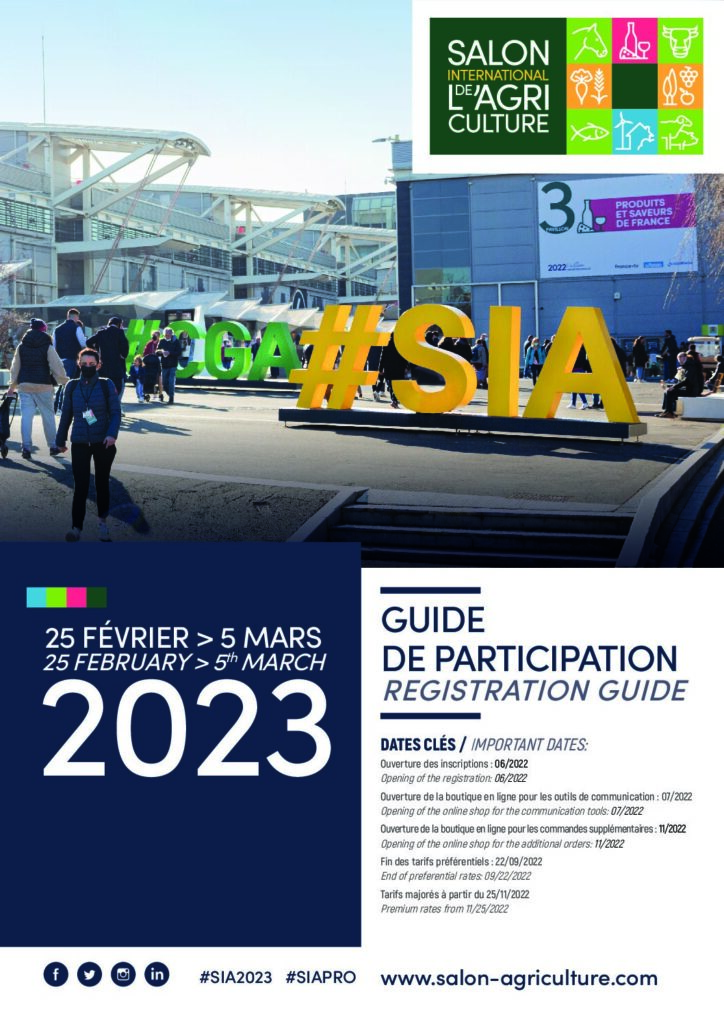 SALON
INTERNATIONAL
DE
L'AGRI
CULTURE
3
PAVILLON
PRODUITS
ET SAVEURS
DE FRANCE
2022
#CGA
#SIA
25 FÉVRIER > 5 MARS
25 FEBRUARY > 5th MARCH
2023
GUIDE
DE PARTICIPATION
REGISTRATION GUIDE
DATES CLÉS / IMPORTANT DATES:
Ouverture des inscriptions : 06/2022
Opening of the registration: 06/2022
Ouverture de la boutique en ligne pour les outils de communication : 07/2022
Opening of the online shop for the communication tools: 07/2022
Ouverture de la boutique en ligne pour les commandes supplémentaires : 11/2022
Opening of the online shop for the additional orders: 11/2022
Fin des tarifs préférentiels : 22/09/2022
End of preferential rates: 09/22/2022
Tarifs majorés à partir du 25/11/2022
Premium rates from 11/25/2022
#SIA2023 #SIAPRO www.salon-agriculture.com